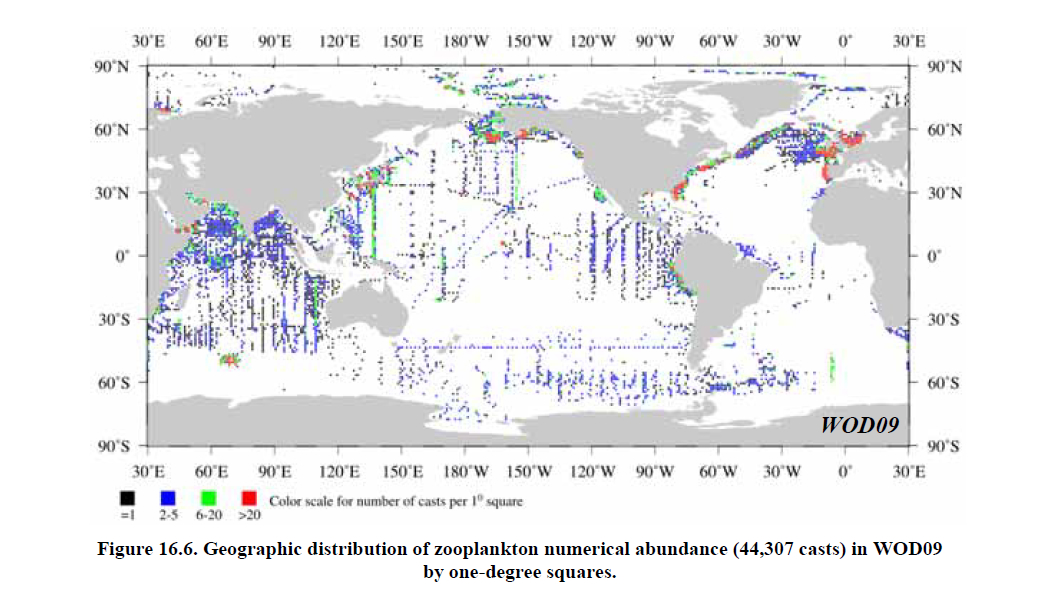 30˚E 60˚E 90˚E 120˚E 150˚E 180˚W 150˚W 120˚W 90˚W 60˚W 30˚W 0˚ 30˚E
90˚N 90˚N
60˚N 60˚N
30˚N 30˚N
0˚ 0˚
30˚S 30˚S
60˚S 60˚S
WOD09
90˚S 90˚S
30˚E 60˚E 90˚E 120˚E 150˚E 180˚W 150˚W 120˚W 90˚W 60˚W 30˚W 0˚ 30˚E
Color scale for number of casts per 1⁰ square
=1 2-5 6-20 >20
Figure 16.6. Geographic distribution of zooplankton numerical abundance (44,307 casts) in WOD09
by one-degree squares.